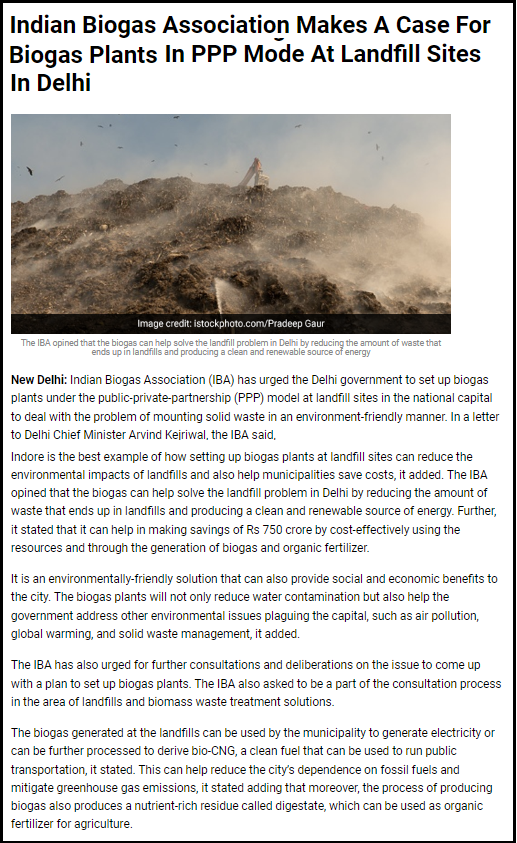 Indian Biogas Association Makes A Case For
Biogas Plants In PPP Mode At Landfill Sites
In Delhi
Image credit: istockphoto.com/Pradeep Gaur
The IBA opined that the biogas can help solve the landfill problem in Delhi by reducing the amount of waste that
ends up in landfills and producing a clean and renewable source of energy
New Delhi: Indian Biogas Association (IBA) has urged the Delhi government to set up biogas
plants under the public-private-partnership (PPP) model at landfill sites in the national capital
to deal with the problem of mounting solid waste in an environment-friendly manner. In a letter
to Delhi Chief Minister Arvind Kejriwal, the IBA said,
Indore is the best example of how setting up biogas plants at landfill sites can reduce the
environmental impacts of landfills and also help municipalities save costs, it added. The IBA
opined that the biogas can help solve the landfill problem in Delhi by reducing the amount of
waste that ends up in landfills and producing a clean and renewable source of energy. Further,
it stated that it can help in making savings of Rs 750 crore by cost-effectively using the
resources and through the generation of biogas and organic fertilizer.
It is an environmentally-friendly solution that can also provide social and economic benefits to
the city. The biogas plants will not only reduce water contamination but also help the
government address other environmental issues plaguing the capital, such as air pollution,
global warming, and solid waste management, it added.
The IBA has also urged for further consultations and deliberations on the issue to come up
with a plan to set up biogas plants. The IBA also asked to be a part of the consultation process
in the area of landfills and biomass waste treatment solutions.
The biogas generated at the landfills can be used by the municipality to generate electricity or
can be further processed to derive bio-CNG, a clean fuel that can be used to run public
transportation, it stated. This can help reduce the city's dependence on fossil fuels and
mitigate greenhouse gas emissions, it stated adding that moreover, the process of producing
biogas also produces a nutrient-rich residue called digestate, which can be used as organic
fertilizer for agriculture.